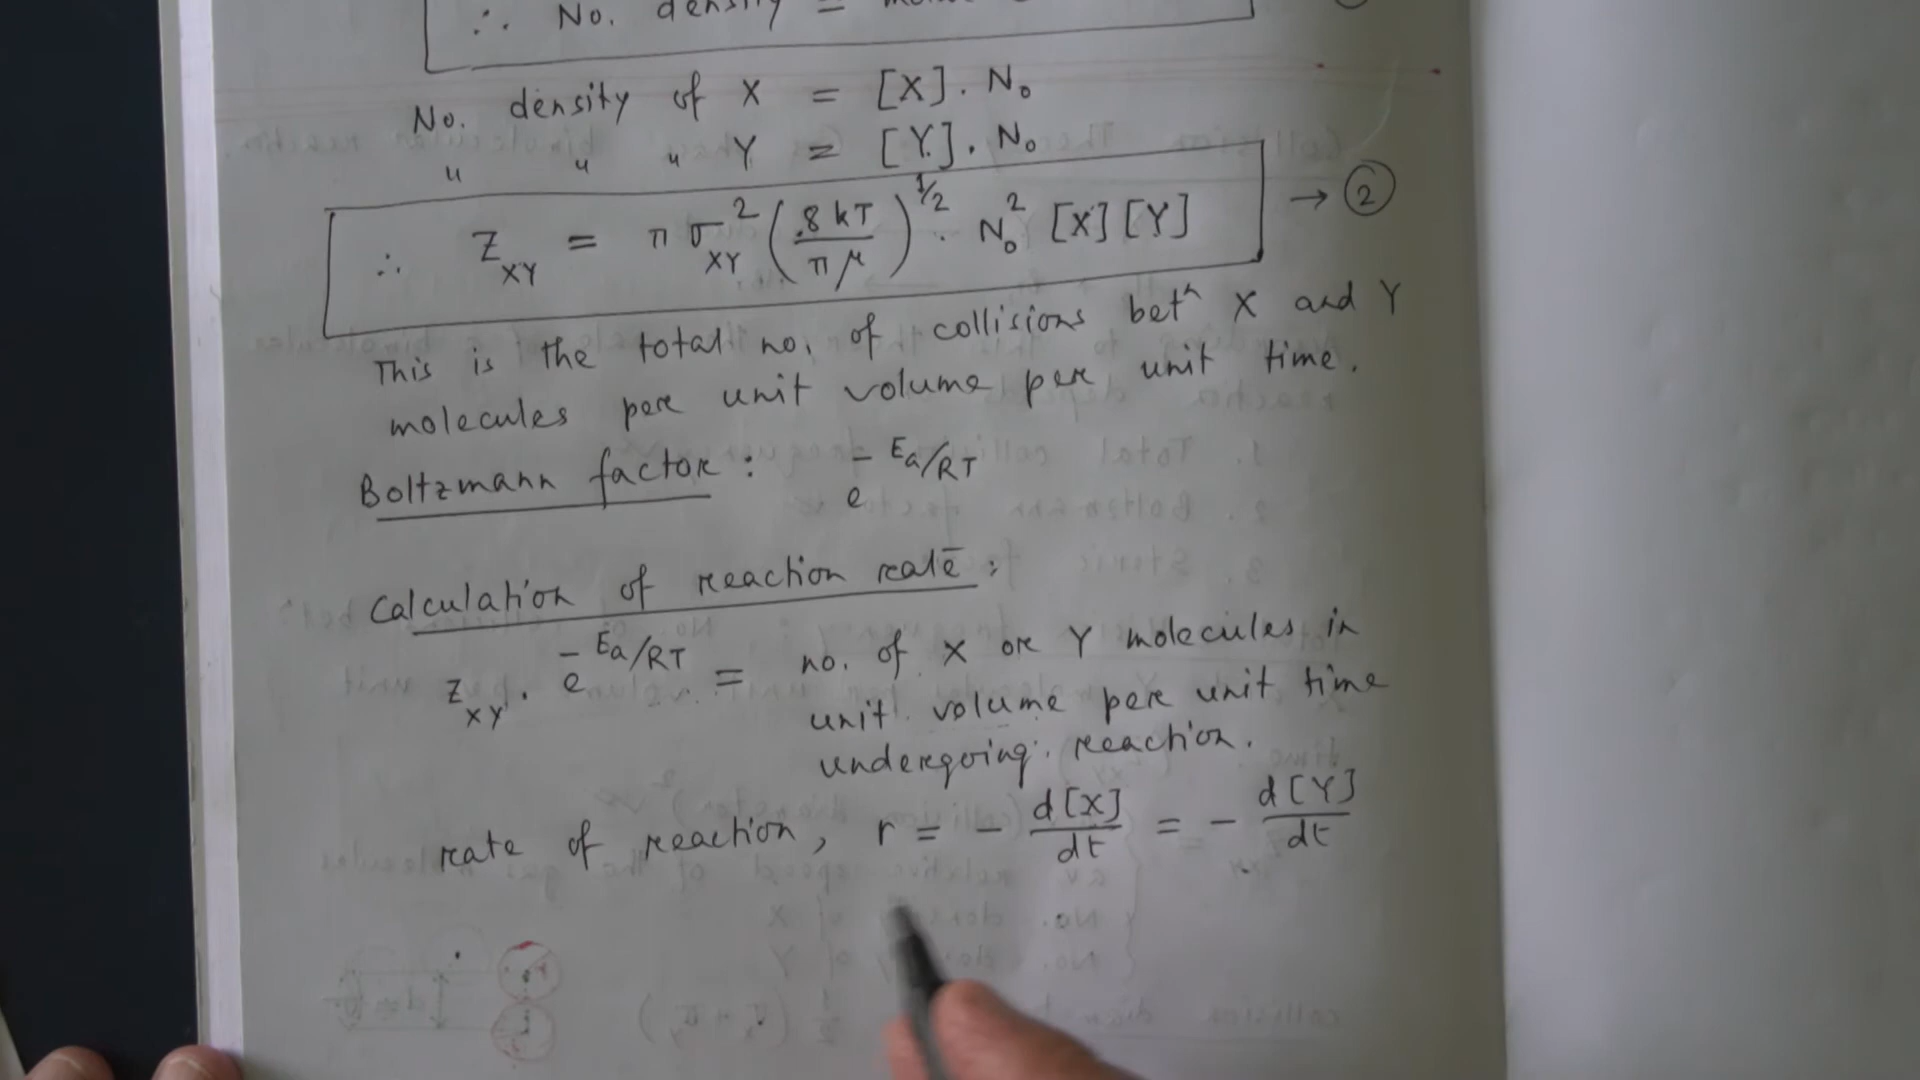 ∴ No. density =
No. density of X = [X]. N₀
" " " Y = [Y]. N₀
∴ Z_XY = π σ_XY² (8kT/πμ)^1/2 . N₀² [X][Y] → ②
This is the total no. of collisions betⁿ X and Y
molecules per unit volume per unit time.
Boltzmann factor : e^-Ea/RT
Calculation of reaction rate :
Z_XY . e^-Ea/RT = no. of X or Y molecules in
unit volume per unit time
undergoing reaction.
rate of reaction, r = - d[X]/dt = - d[Y]/dt